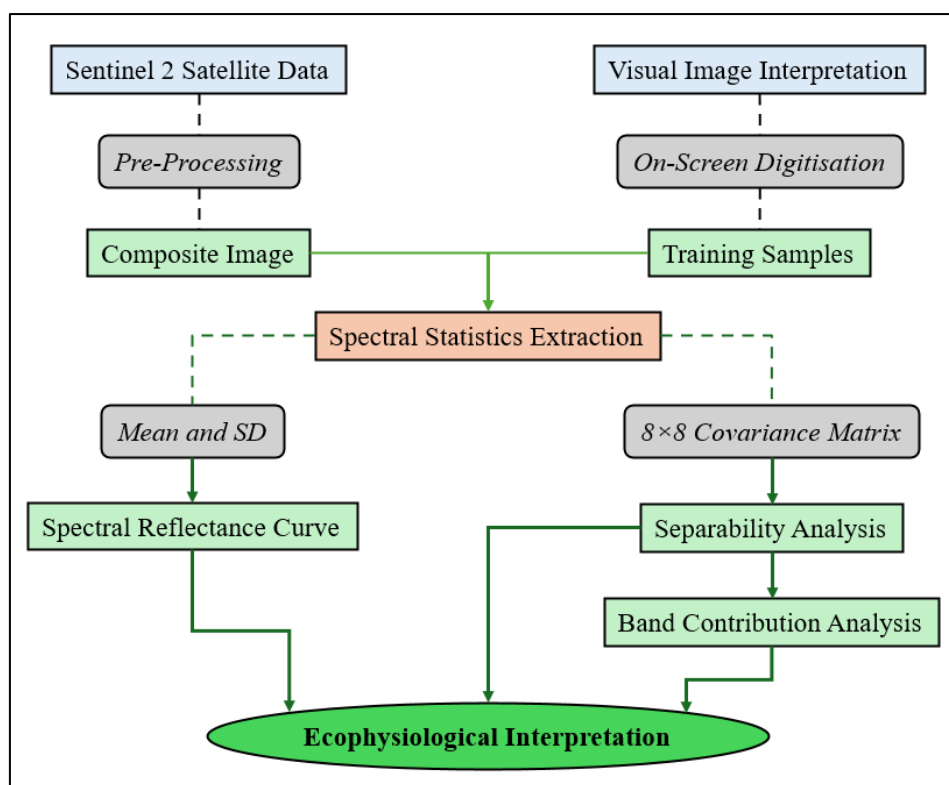 Sentinel 2 Satellite Data
Visual Image Interpretation
Pre-Processing
On-Screen Digitisation
Composite Image
Training Samples
Spectral Statistics Extraction
Mean and SD
8×8 Covariance Matrix
Spectral Reflectance Curve
Separability Analysis
Band Contribution Analysis
Ecophysiological Interpretation